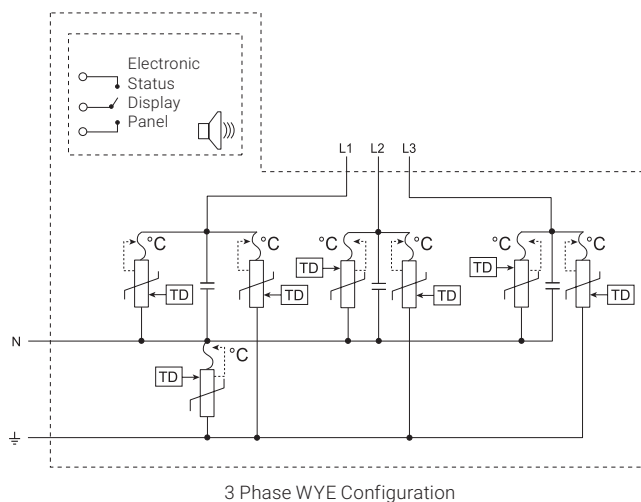 Electronic
Status
Display
Panel
L1 L2 L3
°C °C °C °C °C °C
TD TD
TD TD TD TD
N
°C
TD
3 Phase WYE Configuration